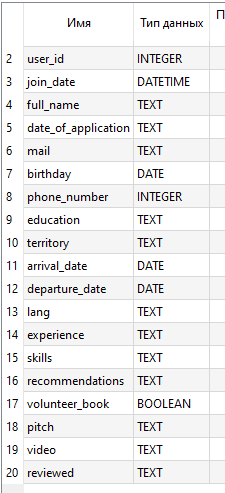 Имя Тип данных П
2 user_id INTEGER
3 join_date DATETIME
4 full_name TEXT
5 date_of_application TEXT
6 mail TEXT
7 birthday DATE
8 phone_number INTEGER
9 education TEXT
10 territory TEXT
11 arrival_date DATE
12 departure_date DATE
13 lang TEXT
14 experience TEXT
15 skills TEXT
16 recommendations TEXT
17 volunteer_book BOOLEAN
18 pitch TEXT
19 video TEXT
20 reviewed TEXT